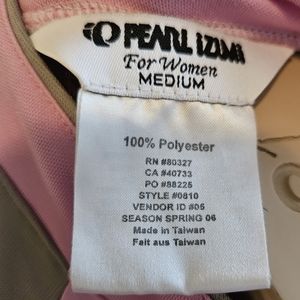 PEARL IZUMI
For Women
MEDIUM
100% Polyester
RN #80327
CA #40733
PO #88225
STYLE #0810
VENDOR ID #05
SEASON SPRING 06
Made in Taiwan
Fait aus Taiwan